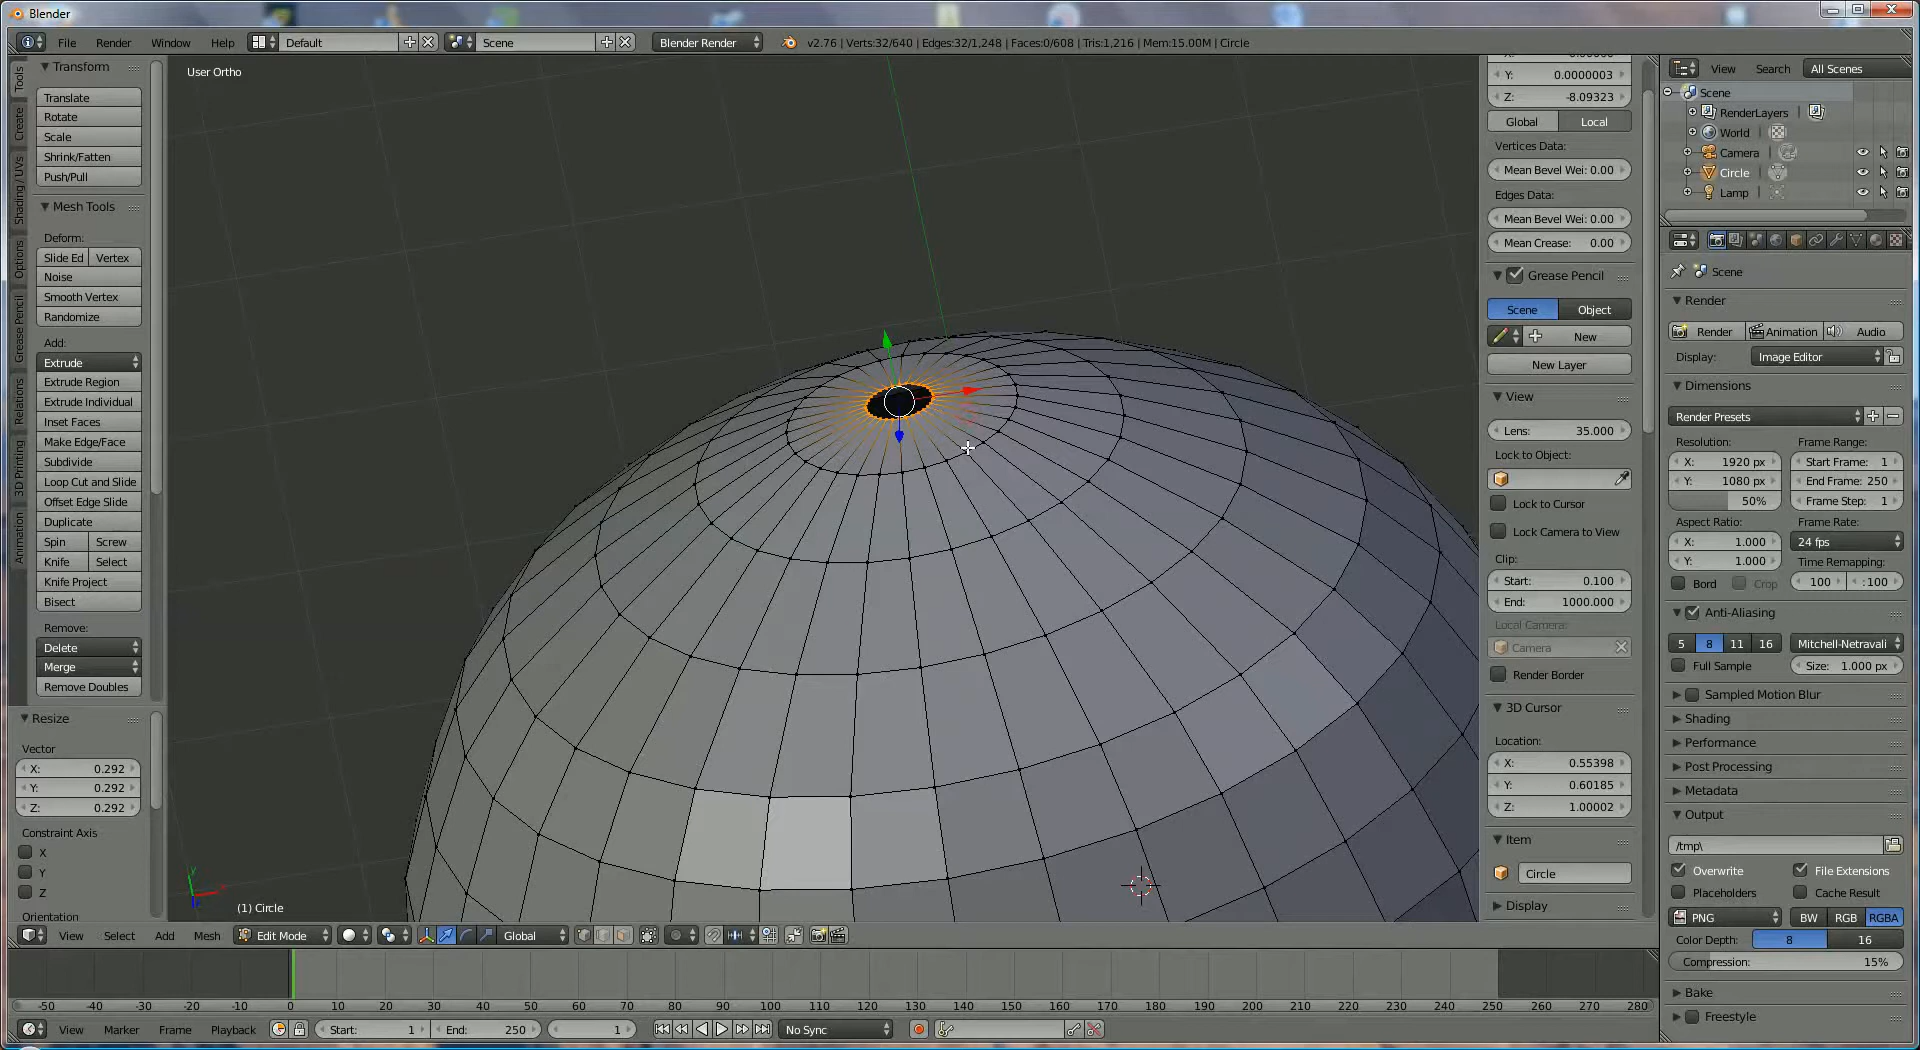 Blender
File Render Window Help Default Scene Blender Render v2.76 | Verts:32/640 | Edges:32/1,248 | Faces:0/608 | Tris:1,216 | Mem:15.00M | Circle
Tools
Create
Shading / UVs
Options
Grease Pencil
Relations
3D Printing
Animation
Transform
Translate
Rotate
Scale
Shrink/Fatten
Push/Pull
Mesh Tools
Deform:
Slide Ed Vertex
Noise
Smooth Vertex
Randomize
Add:
Extrude
Extrude Region
Extrude Individual
Inset Faces
Make Edge/Face
Subdivide
Loop Cut and Slide
Offset Edge Slide
Duplicate
Spin Screw
Knife Select
Knife Project
Bisect
Remove:
Delete
Merge
Remove Doubles
Resize
Vector
X: 0.292
Y: 0.292
Z: 0.292
Constraint Axis
X
Y
Z
Orientation
User Ortho
(1) Circle
Y: 0.0000003
Z: -8.09323
Global Local
Vertices Data:
Mean Bevel Wei: 0.00
Edges Data:
Mean Bevel Wei: 0.00
Mean Crease: 0.00
Grease Pencil
Scene Object
New
New Layer
View
Lens: 35.000
Lock to Object:
Lock to Cursor
Lock Camera to View
Clip:
Start: 0.100
End: 1000.000
Local Camera:
Camera
Render Border
3D Cursor
Location:
X: 0.55398
Y: 0.60185
Z: 1.00002
Item
Circle
Display
View Search All Scenes
Scene
RenderLayers
World
Camera
Circle
Lamp
Scene
Render
Render Animation Audio
Display: Image Editor
Dimensions
Render Presets
Resolution: Frame Range:
X: 1920 px Start Frame: 1
Y: 1080 px End Frame: 250
50% Frame Step: 1
Aspect Ratio: Frame Rate:
X: 1.000 24 fps
Y: 1.000 Time Remapping:
Bord Crop 100 :100
Anti-Aliasing
5 8 11 16 Mitchell-Netravali
Full Sample Size: 1.000 px
Sampled Motion Blur
Shading
Performance
Post Processing
Metadata
Output
/tmp\
Overwrite File Extensions
Placeholders Cache Result
PNG BW RGB RGBA
Color Depth: 8 16
Compression: 15%
Bake
Freestyle
View Select Add Mesh Edit Mode Global
-50 -40 -30 -20 -10 0 10 20 30 40 50 60 70 80 90 100 110 120 130 140 150 160 170 180 190 200 210 220 230 240 250 260 270 280
View Marker Frame Playback Start: 1 End: 250 1 No Sync